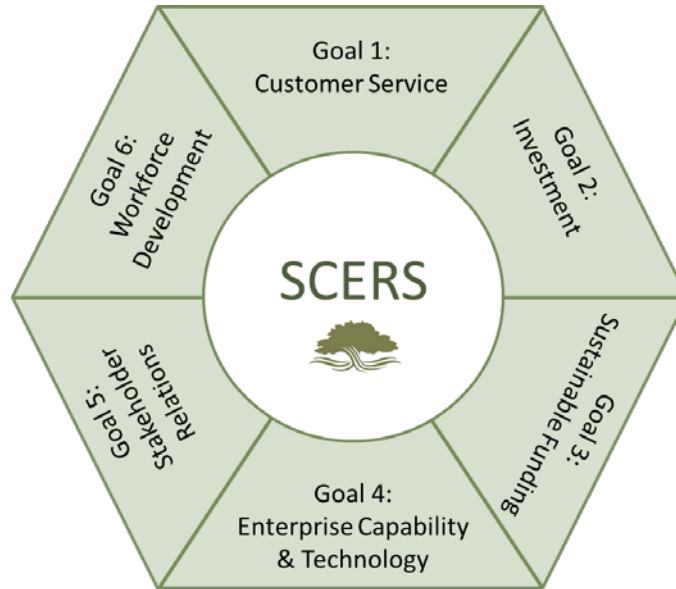 Goal 1:
Customer Service
Goal 2:
Investment
Goal 3:
Sustainable Funding
Goal 4:
Enterprise Capability
& Technology
Goal 5:
Stakeholder
Relations
Goal 6:
Workforce
Development
SCERS